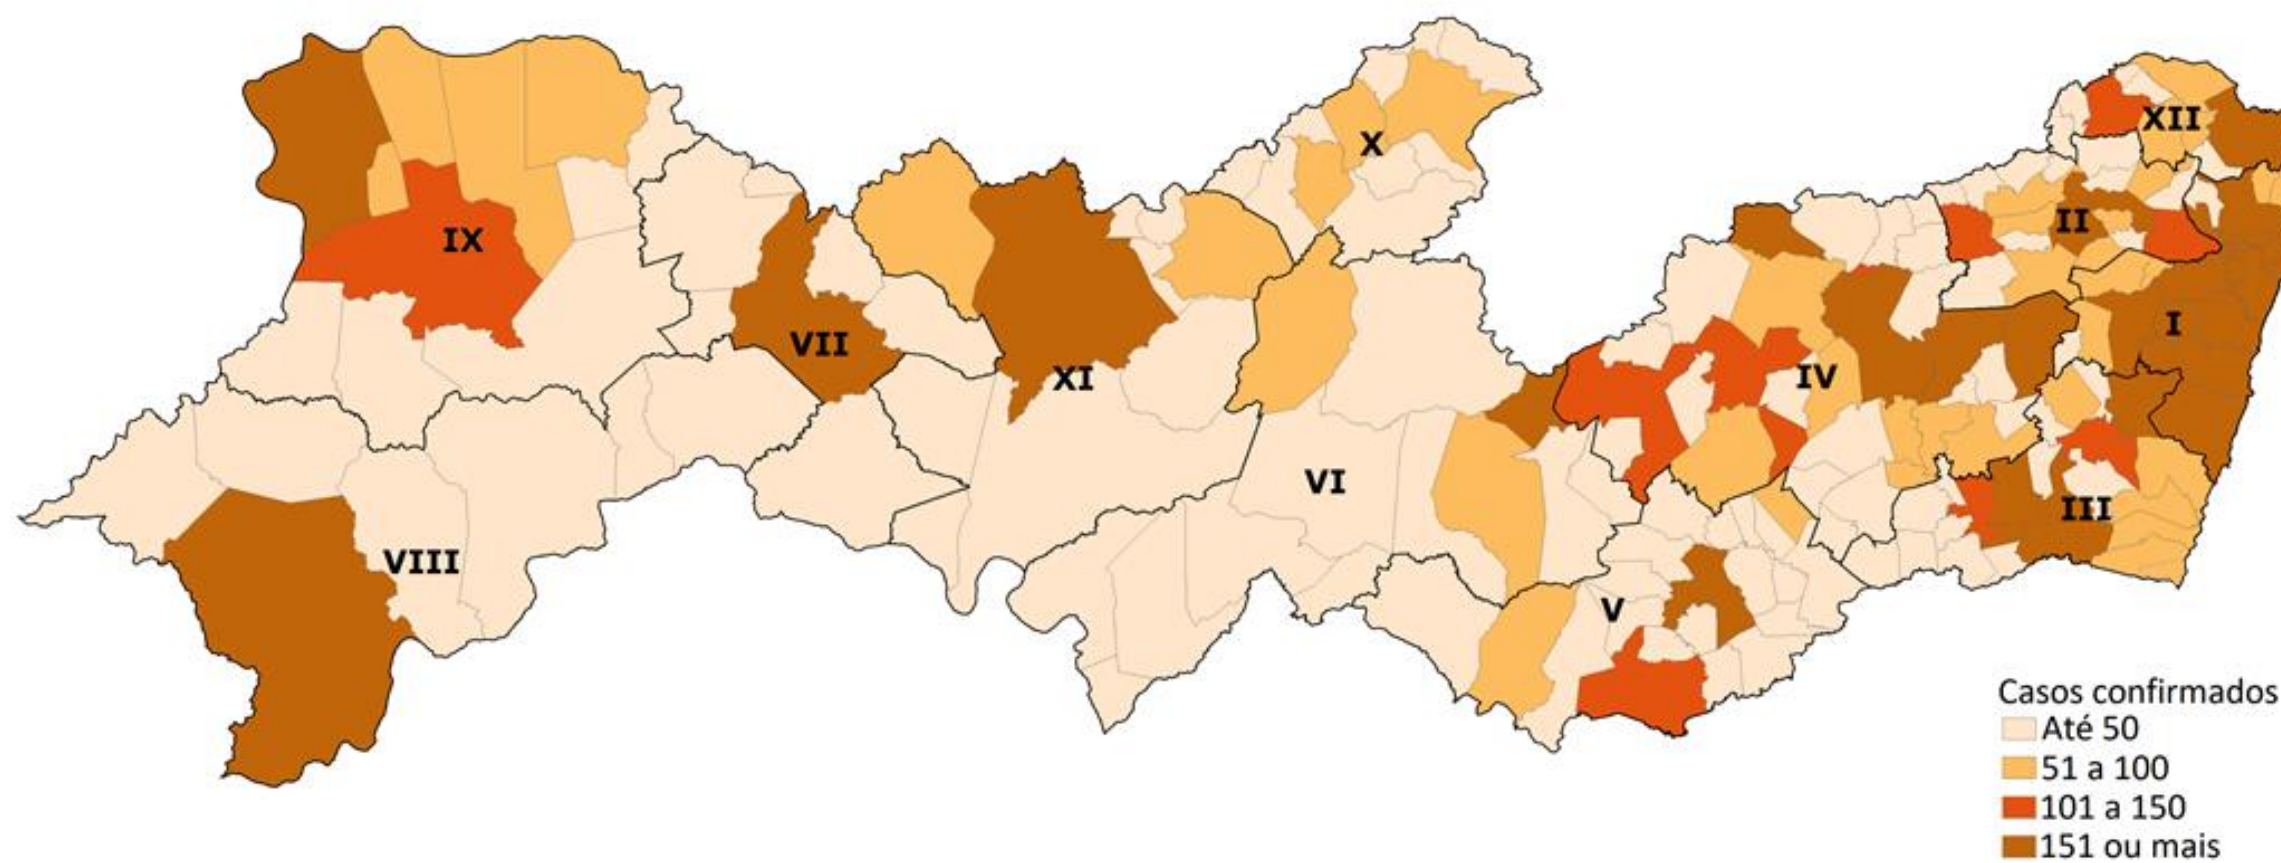 X
XII
II
IX
I
VII
XI
IV
VI
III
VIII
V
Casos confirmados
Até 50
51 a 100
101 a 150
151 ou mais